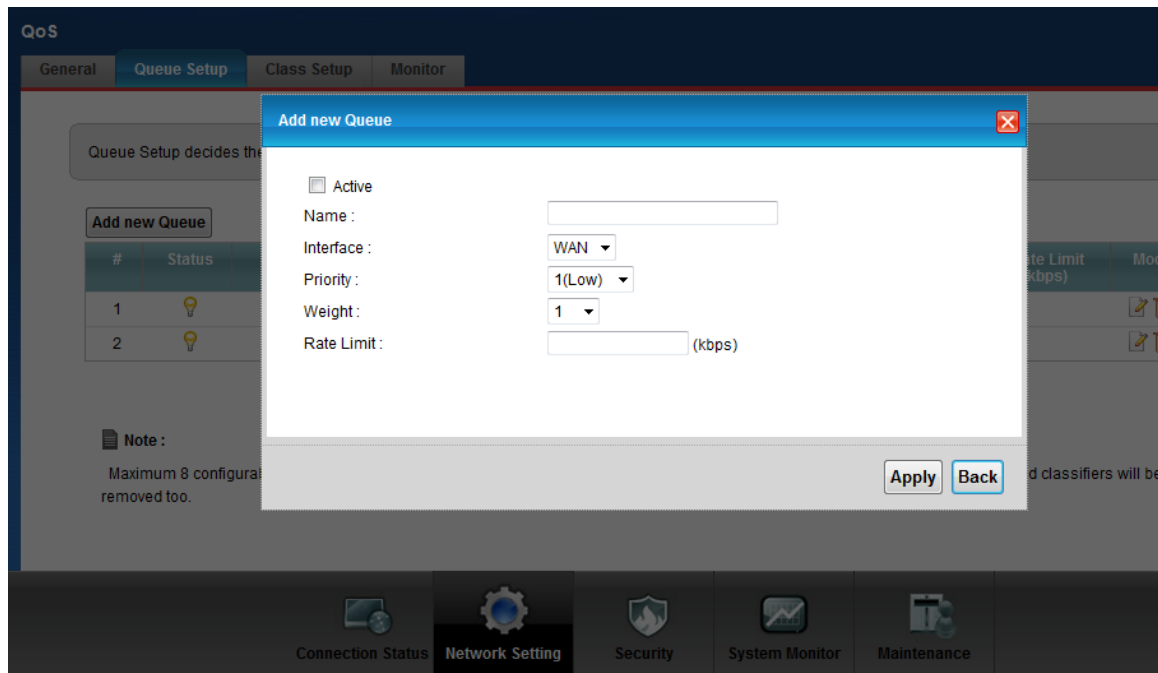 QoS
General Queue Setup Class Setup Monitor
Add new Queue
Queue Setup decides the
Active
Name :
Interface : WAN
Priority : 1(Low)
Weight : 1
Rate Limit : (kbps)
Add new Queue
# Status Limit
kbps)
1
2
Note :
Maximum 8 d classifiers will be
removed too.
Apply Back
Connection Status Network Setting Security System Monitor Maintenance